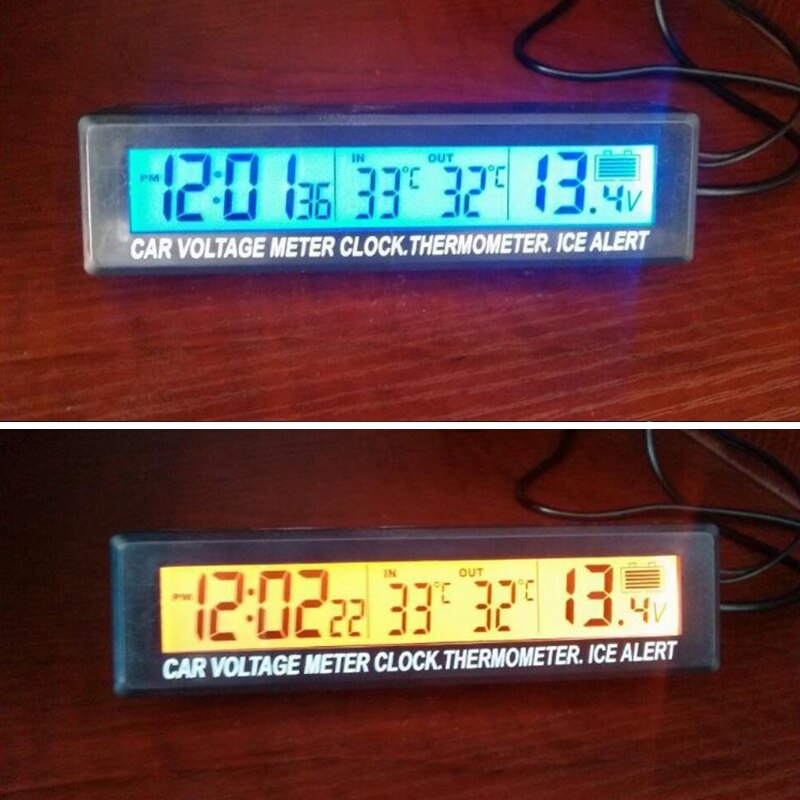 PM 12:01 36 IN 33°C OUT 32°C 13.4V
CAR VOLTAGE METER CLOCK.THERMOMETER. ICE ALERT
PM 12:02 22 IN 33°C OUT 32°C 13.4V
CAR VOLTAGE METER CLOCK.THERMOMETER. ICE ALERT